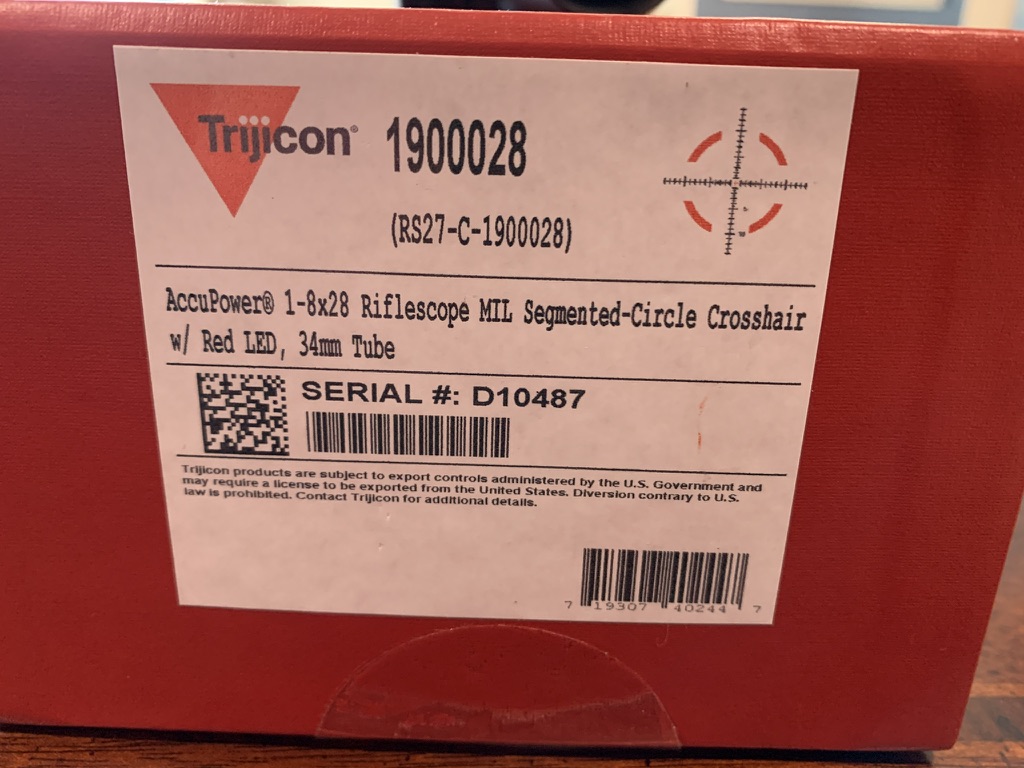 Trijicon®
1900028
(RS27-C-1900028)
AccuPower® 1-8x28 Riflescope MIL Segmented-Circle Crosshair
w/ Red LED, 34mm Tube
SERIAL #: D10487
Trijicon products are subject to export controls administered by the U.S. Government and
may require a license to be exported from the United States. Diversion contrary to U.S.
law is prohibited. Contact Trijicon for additional details.
7 19307 40244 7